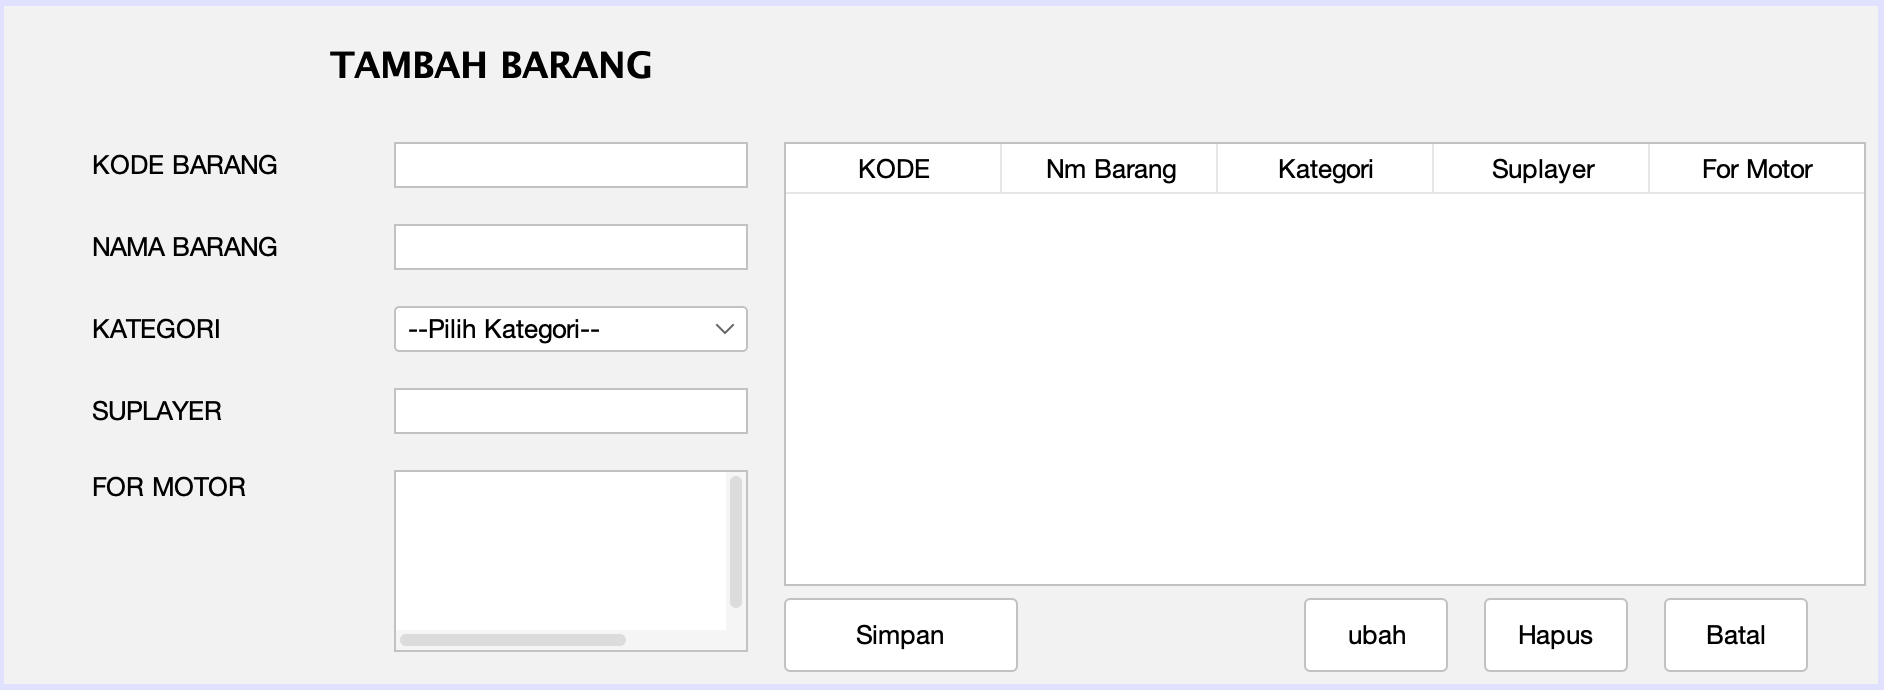 TAMBAH BARANG
KODE BARANG
NAMA BARANG
KATEGORI
--Pilih Kategori--
SUPLAYER
FOR MOTOR
KODE Nm Barang Kategori Suplayer For Motor
Simpan ubah Hapus Batal